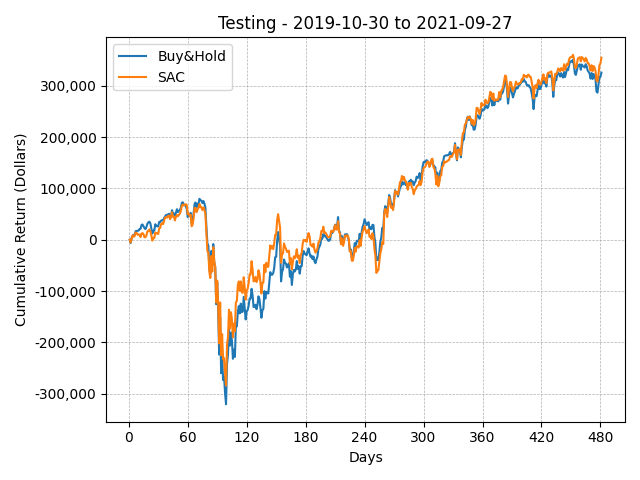 Testing - 2019-10-30 to 2021-09-27
Buy&Hold
SAC
Cumulative Return (Dollars)
300,000
200,000
100,000
0
-100,000
-200,000
-300,000
0 60 120 180 240 300 360 420 480
Days